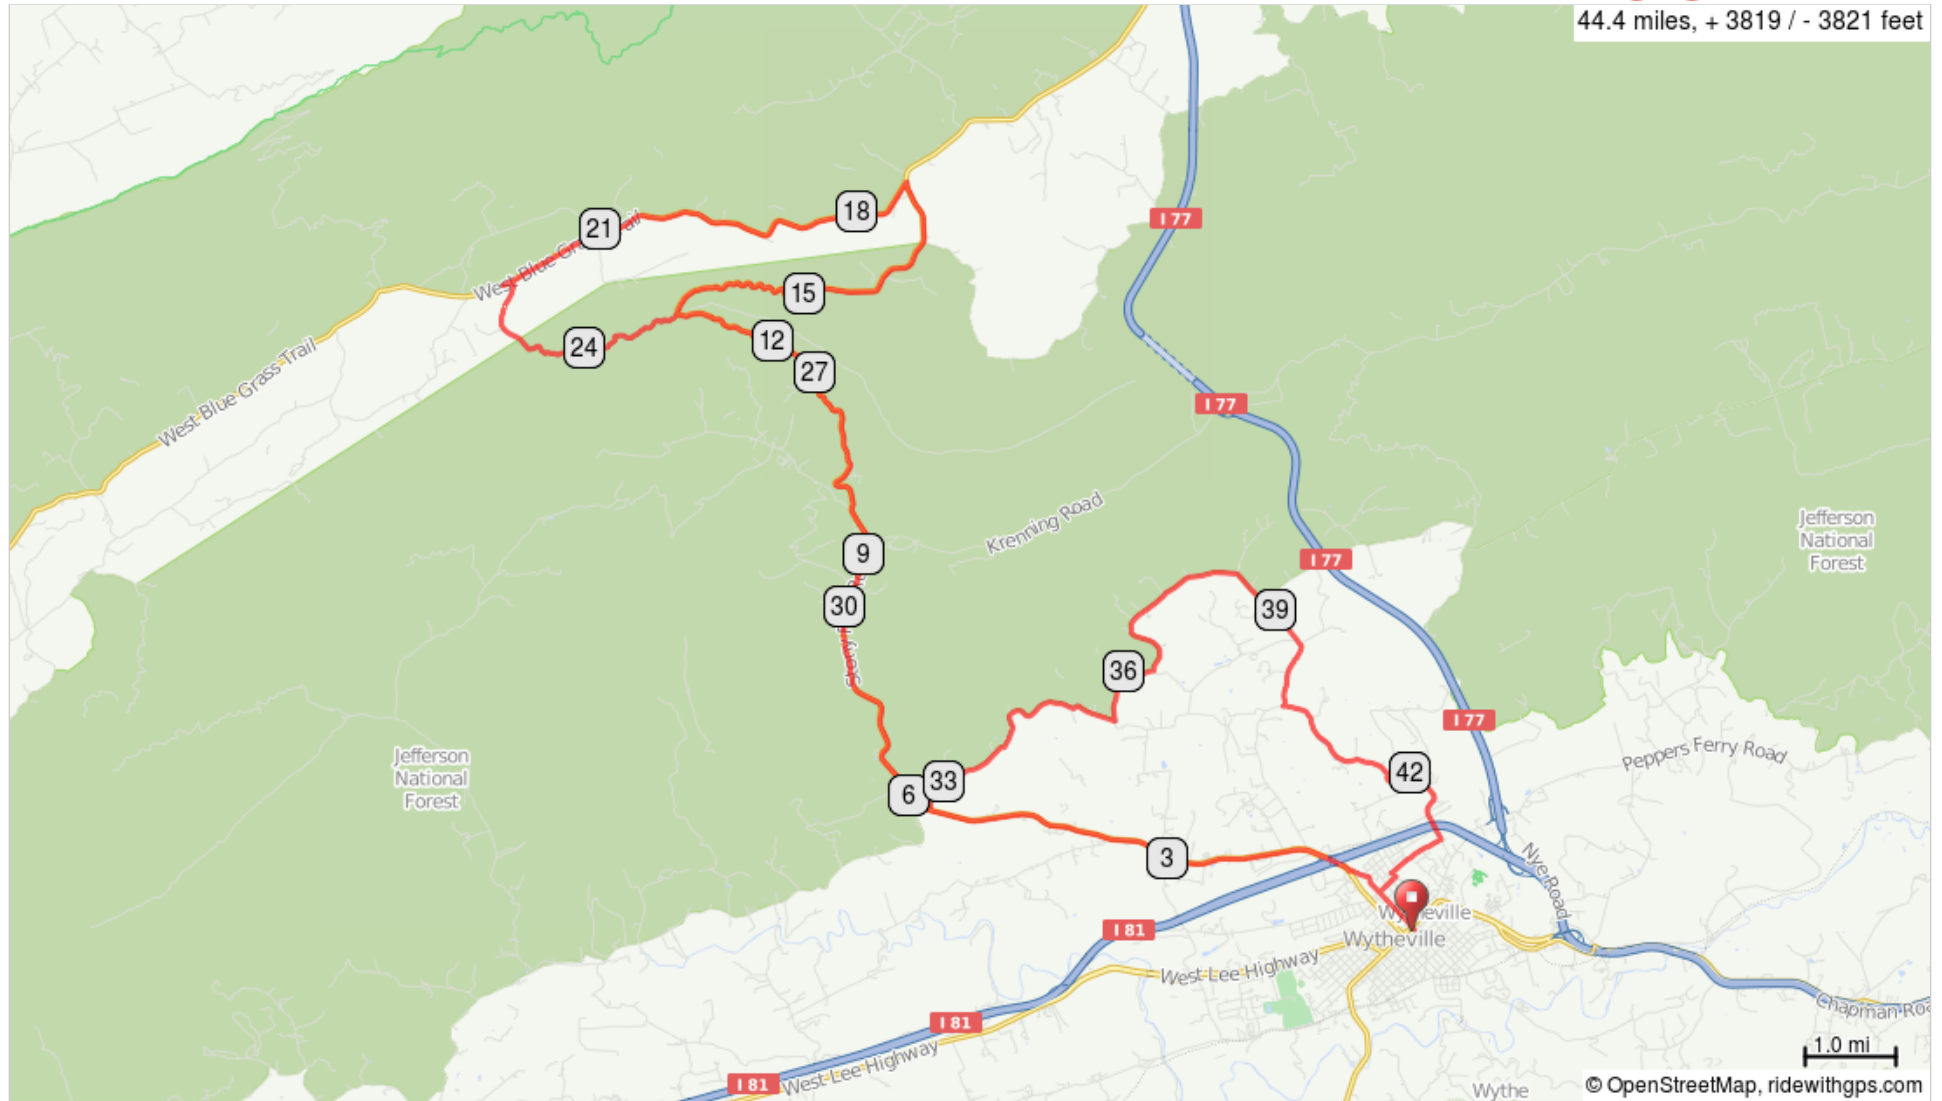 44.4 miles, + 3819 / - 3821 feet
I 77
18
21
West Blue Grass Trail
15
12
24
27
West Blue Grass Trail
I 77
Krenning Road
Jefferson
National
Forest
9
I 77
30
39
36
I 77
Jefferson
National
Forest
Peppers Ferry Road
33
42
6
3
Nye Road
Wytheville
Wytheville
I 81
West Lee Highway
Chapman Roa
I 81
West Lee Highway
1.0 mi
I 81
Wythe
© OpenStreetMap, ridewithgps.com